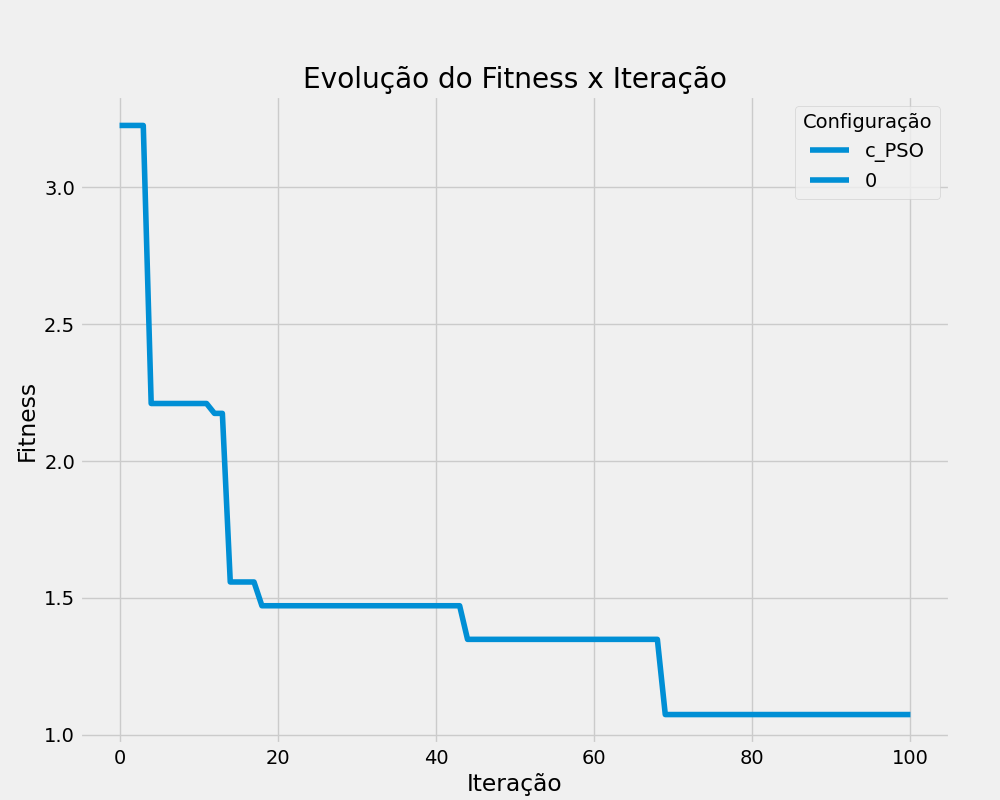 Evolução do Fitness x Iteração
Configuração
c_PSO
0
Fitness
3.0
2.5
2.0
1.5
1.0
0 20 40 60 80 100
Iteração